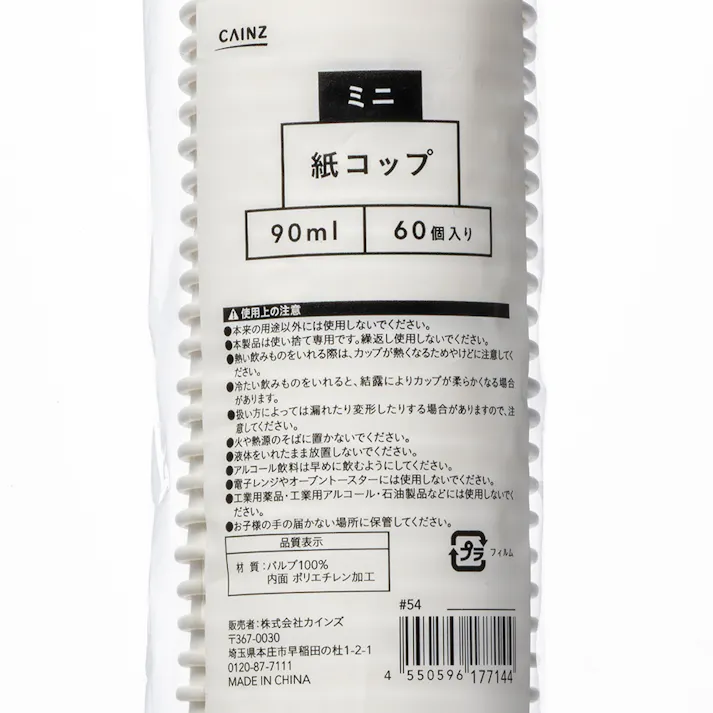 CAINZ
ミニ
紙コップ
90ml 60個入り
使用上の注意
●本来の用途以外には使用しないでください。
●本製品は使い捨て専用です。繰返し使用しないでください。
●熱い飲みものをいれる際は、カップが熱くなるためやけどに注意してく
ださい。
●冷たい飲みものをいれると、結露によりカップが柔らかくなる場合
があります。
●扱い方によっては漏れたり変形したりする場合がありますので、注
意してください。
●火や熱源のそばに置かないでください。
●液体をいれたまま放置しないでください。
●アルコール飲料は早めに飲むようにしてください。
●電子レンジやオーブントースターには使用しないでください。
●工業用薬品・工業用アルコール・石油製品などには使用しないでく
ださい。
●お子様の手の届かない場所に保管してください。
品質表示
材質:パルプ100%
内面 ポリエチレン加工
プラ フィルム
#54
販売者:株式会社カインズ
〒367-0030
埼玉県本庄市早稲田の杜1-2-1
0120-87-7111
MADE IN CHINA
4 550596 177144